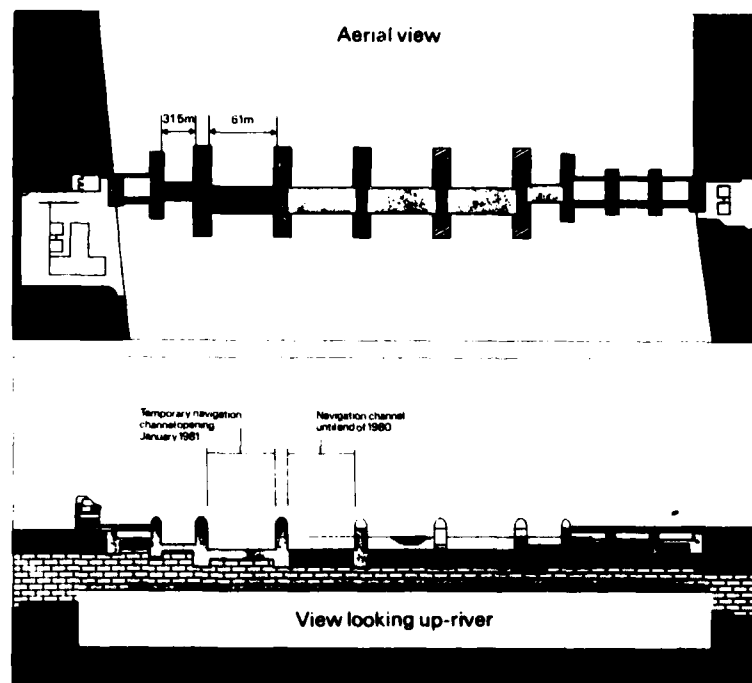 Aerial view
31·5m
61m
Temporary navigation
channel opening
January 1981
Navigation channel
until end of 1980
View looking up-river